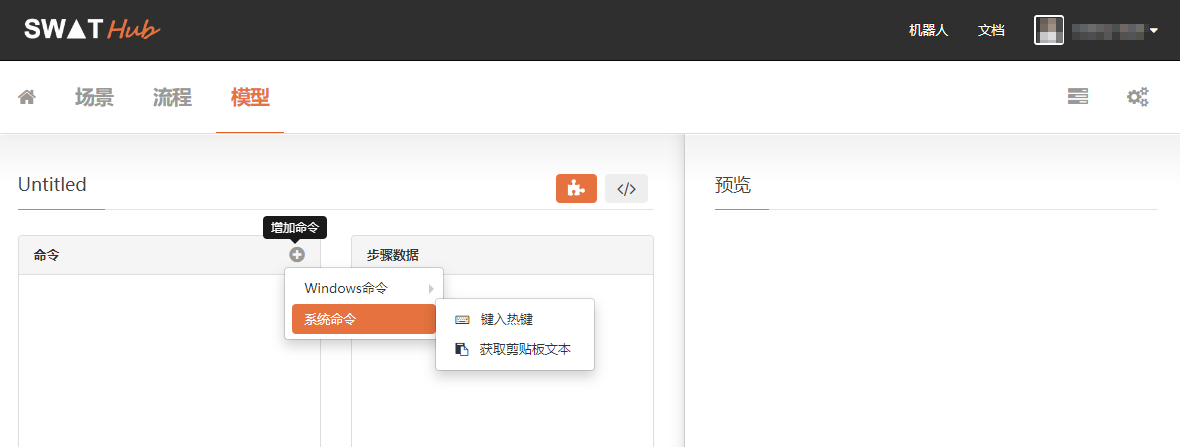 SWAT Hub
机器人
文档
场景
流程
模型
Untitled
</>
预览
增加命令
命令
步骤数据
Windows命令
系统命令
键入热键
获取剪贴板文本